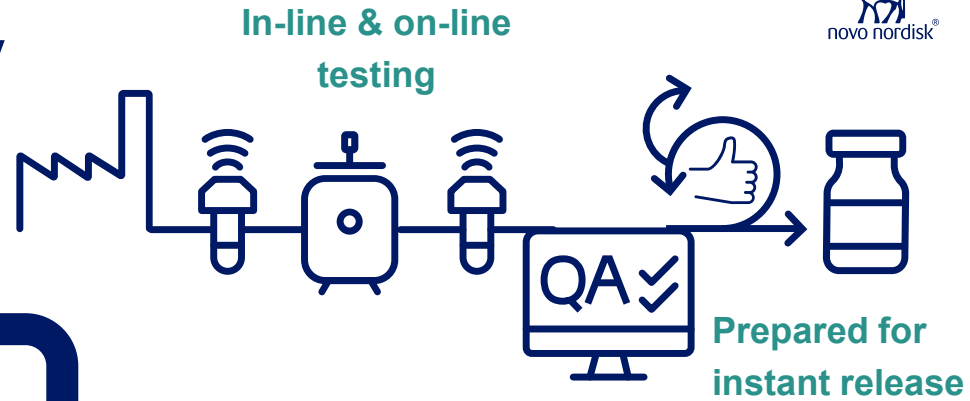 In-line & on-line
testing
novo nordisk®
QA
Prepared for
instant release